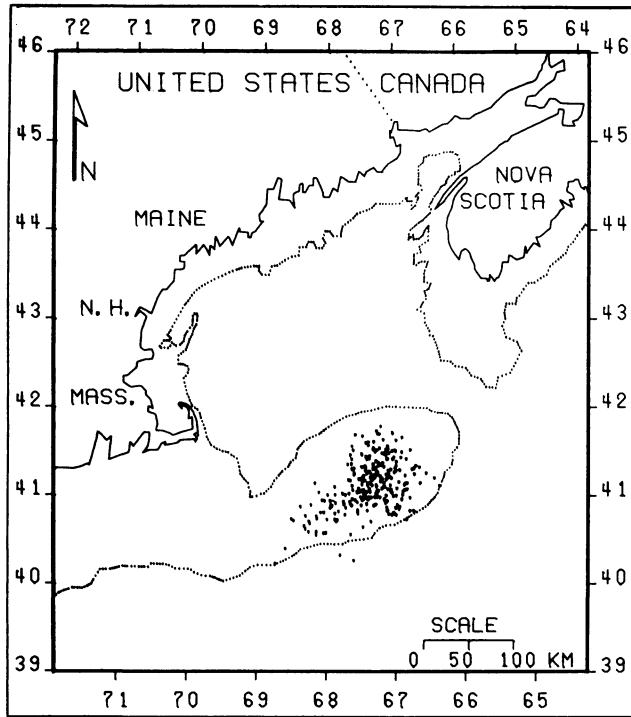 72 71 70 69 68 67 66 65 64
46 46
UNITED STATES CANADA
45 45
N
NOVA
SCOTIA
44 MAINE 44
43 N. H. 43
MASS.
42 42
41 41
40 40
SCALE
0 50 100 KM
39 39
71 70 69 68 67 66 65